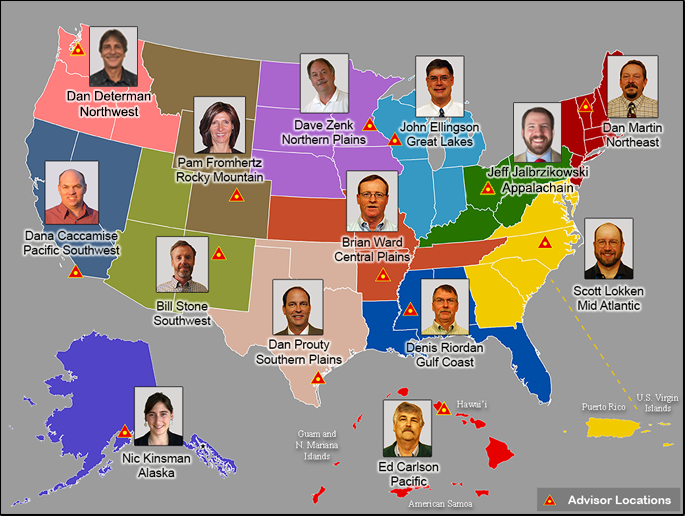 Dan Determan
Northwest
Dave Zenk
Northern Plains
John Ellingson
Great Lakes
Dan Martin
Northeast
Pam Fromhertz
Rocky Mountain
Jeff Jalbrzikowski
Appalachain
Dana Caccamise
Pacific Southwest
Brian Ward
Central Plains
Bill Stone
Southwest
Scott Lokken
Mid Atlantic
Dan Prouty
Southern Plains
Denis Riordan
Gulf Coast
Nic Kinsman
Alaska
Ed Carlson
Pacific
Hawai'i
Guam and
N. Mariana
Islands
American Samoa
Puerto Rico
U.S. Virgin
Islands
Advisor Locations